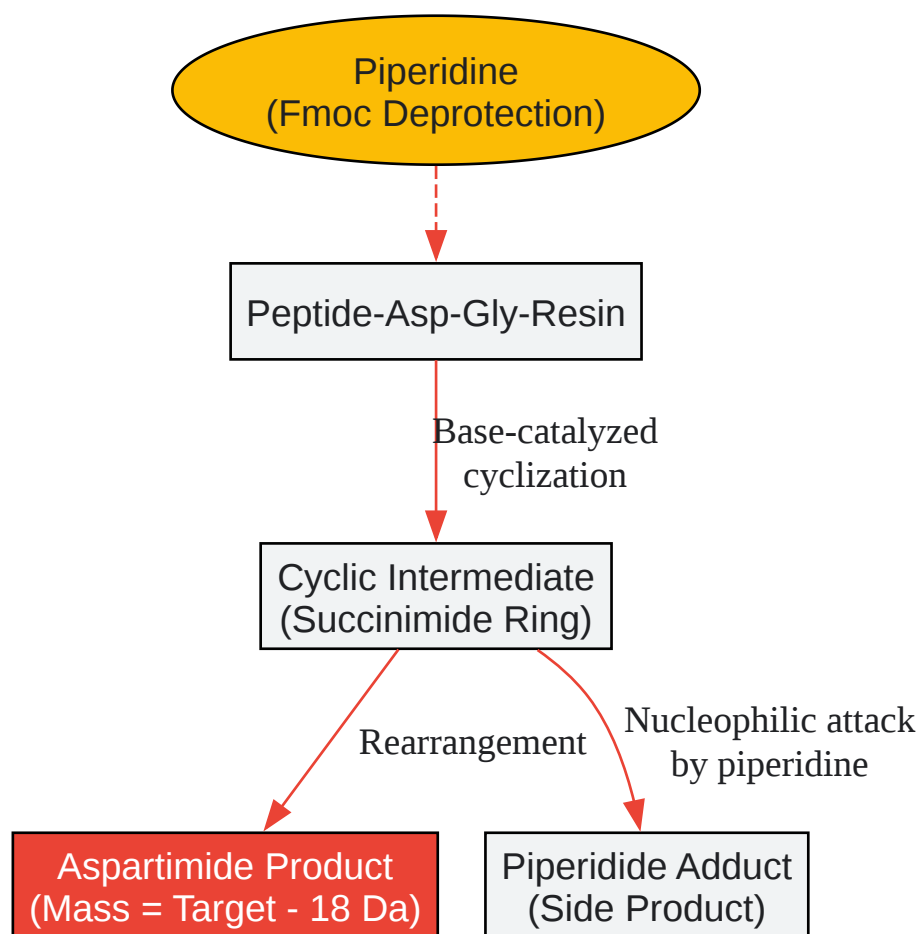 Piperidine
(Fmoc Deprotection)
Peptide-Asp-Gly-Resin
Base-catalyzed
cyclization
Cyclic Intermediate
(Succinimide Ring)
Rearrangement
Nucleophilic attack
by piperidine
Aspartimide Product
(Mass = Target - 18 Da)
Piperidide Adduct
(Side Product)